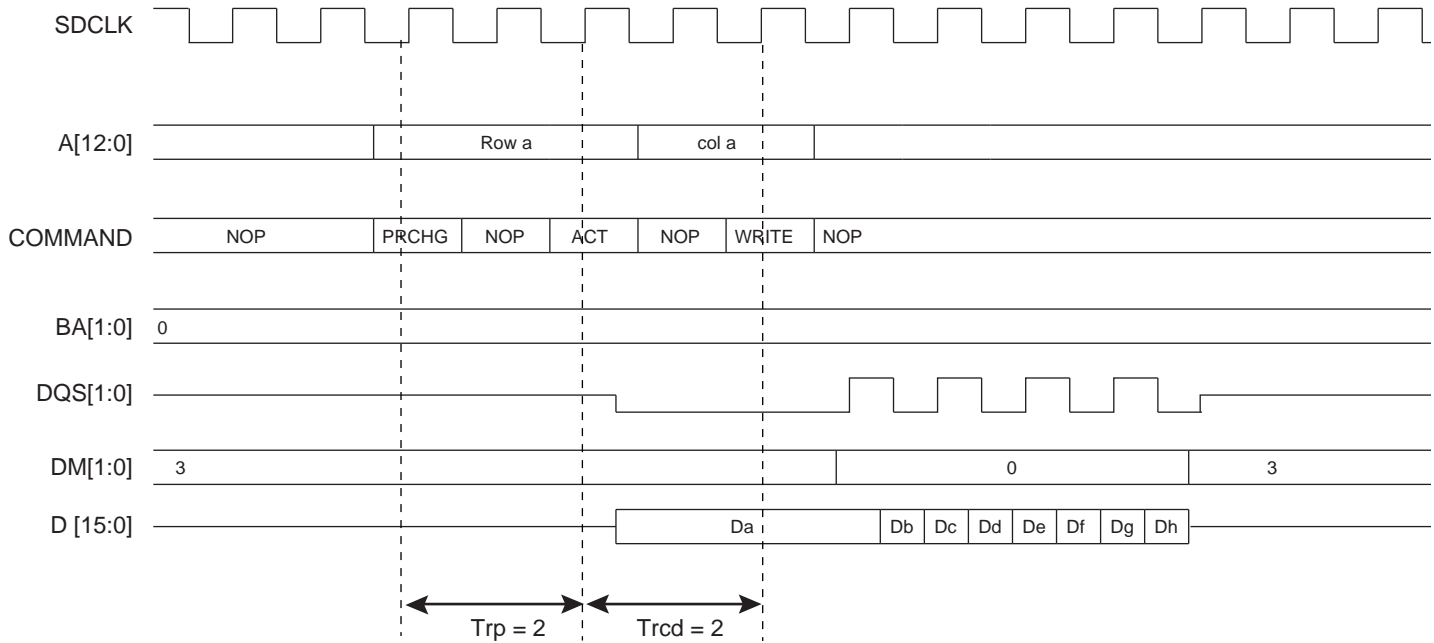 SDCLK
A[12:0] Row a col a
COMMAND NOP PRCHG NOP ACT NOP WRITE NOP
BA[1:0] 0
DQS[1:0]
DM[1:0] 3 0 3
D [15:0] Da Db Dc Dd De Df Dg Dh
Trp = 2 Trcd = 2